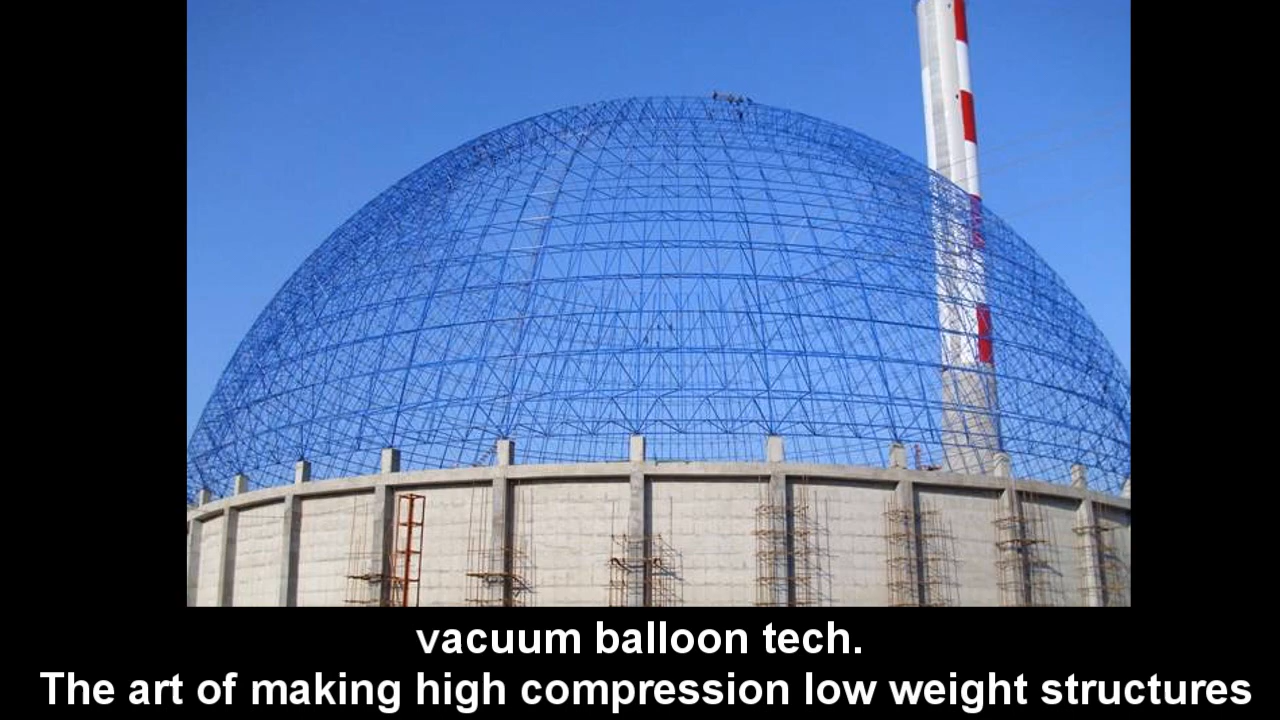 vacuum balloon tech.
The art of making high compression low weight structures